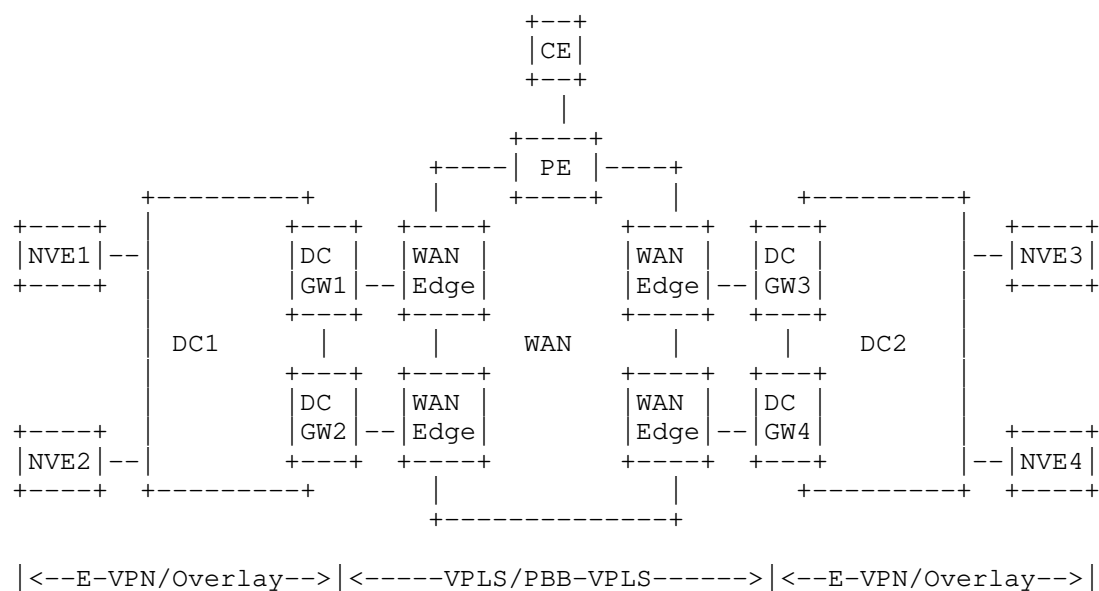 CE
PE
NVE1 DC WAN WAN DC NVE3
GW1 Edge Edge GW3
DC1 WAN DC2
DC WAN WAN DC
GW2 Edge Edge GW4
NVE2 NVE4
|<--E-VPN/Overlay-->|<-----VPLS/PBB-VPLS------>|<--E-VPN/Overlay-->|